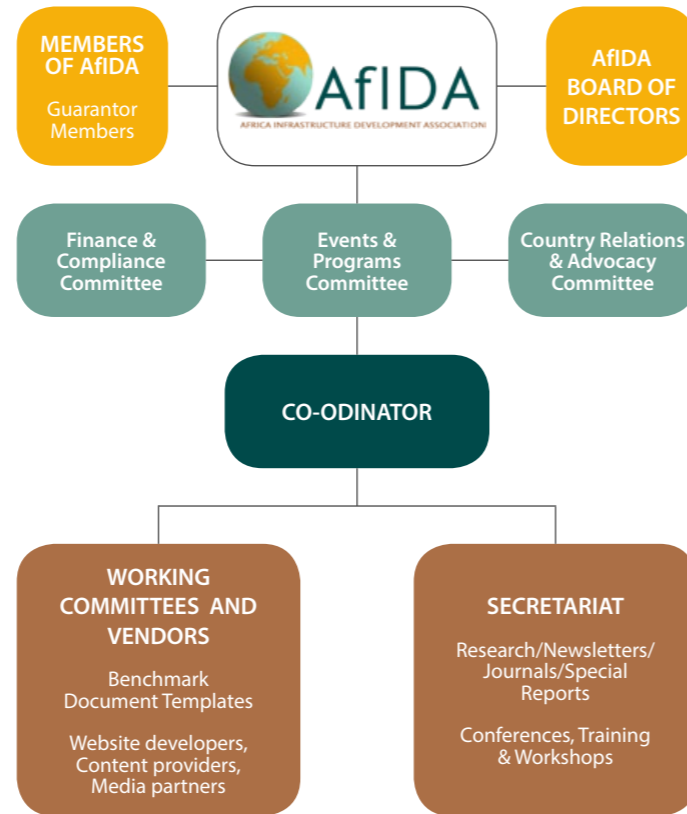 MEMBERS
OF AfIDA
Guarantor
Members
AfIDA
AFRICA INFRASTRUCTURE DEVELOPMENT ASSOCIATION
AfIDA
BOARD OF
DIRECTORS
Finance &
Compliance
Committee
Events &
Programs
Committee
Country Relations
& Advocacy
Committee
CO-ODINATOR
WORKING
COMMITTEES AND
VENDORS
Benchmark
Document Templates
Website developers,
Content providers,
Media partners
SECRETARIAT
Research/Newsletters/
Journals/Special
Reports
Conferences, Training
& Workshops